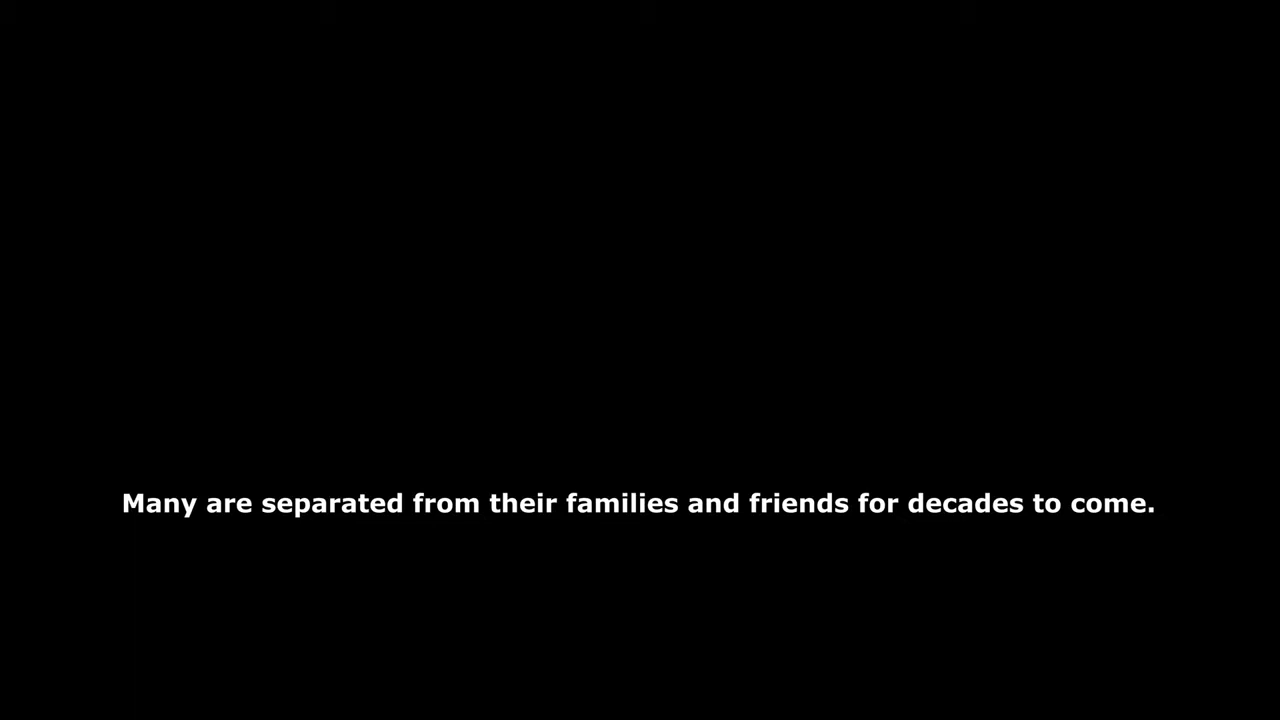 Many are separated from their families and friends for decades to come.